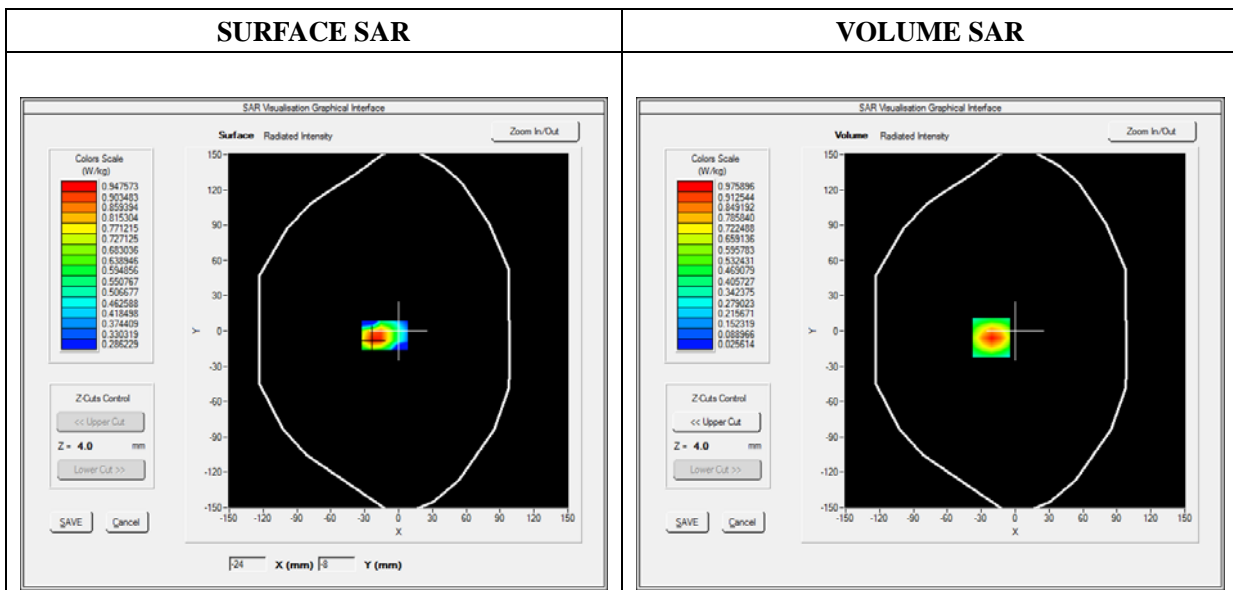 SURFACE SAR
VOLUME SAR
SAR Visualisation Graphical Interface
Surface Radiated Intensity
Zoom In/Out
Colors Scale
(W/kg)
0.947573
0.903483
0.859394
0.815304
0.771215
0.727125
0.683036
0.638946
0.594856
0.550767
0.506677
0.462588
0.418498
0.374409
0.330319
0.286229
Z-Cuts Control
<< Upper Cut
Z = 4.0 mm
Lower Cut >>
SAVE Cancel
150
120
90
60
30
0
-30
-60
-90
-120
-150
Y
-150 -120 -90 -60 -30 0 30 60 90 120 150
X
-24 X (mm) -8 Y (mm)
SAR Visualisation Graphical Interface
Volume Radiated Intensity
Zoom In/Out
Colors Scale
(W/kg)
0.975896
0.912544
0.849192
0.785840
0.722488
0.659136
0.595783
0.532431
0.469079
0.405727
0.342375
0.279023
0.215671
0.152319
0.088966
0.025614
Z-Cuts Control
<< Upper Cut
Z = 4.0 mm
Lower Cut >>
SAVE Cancel
150
120
90
60
30
0
-30
-60
-90
-120
-150
Y
-150 -120 -90 -60 -30 0 30 60 90 120 150
X